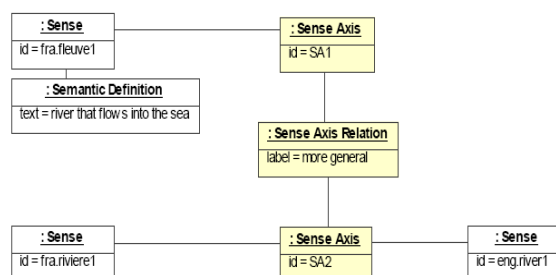 : Sense
id = fra.fleuve1
: Sense Axis
id = SA1
: Semantic Definition
text = river that flows into the sea
: Sense Axis Relation
label = more general
: Sense
id = fra.riviere1
: Sense Axis
id = SA2
: Sense
id = eng.river1